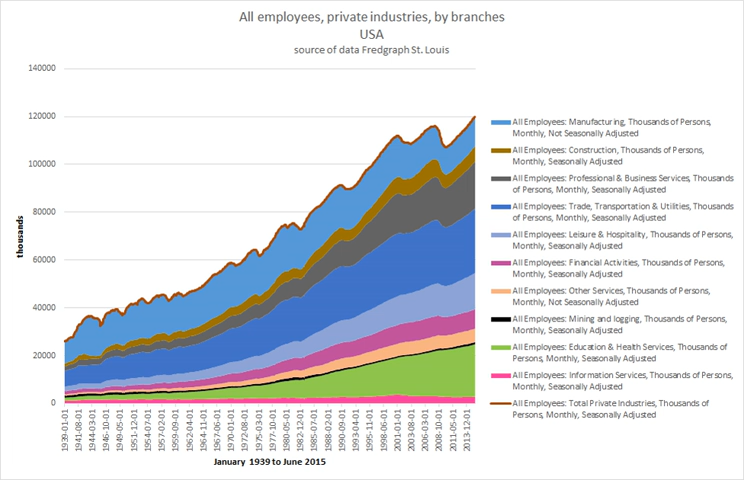 All employees, private industries, by branches
USA
source of data Fredgraph St. Louis
140000
120000
100000
80000
60000
40000
20000
0
thousands
1939-01-01
1941-08-01
1944-03-01
1946-10-01
1949-05-01
1951-12-01
1954-07-01
1957-02-01
1959-09-01
1962-04-01
1964-11-01
1967-06-01
1970-01-01
1972-08-01
1975-03-01
1977-10-01
1980-05-01
1982-12-01
1985-07-01
1988-02-01
1990-09-01
1993-04-01
1995-11-01
1998-06-01
2001-01-01
2003-08-01
2006-03-01
2008-10-01
2011-05-01
2013-12-01
January 1939 to June 2015
All Employees: Manufacturing, Thousands of Persons,
Monthly, Not Seasonally Adjusted
All Employees: Construction, Thousands of Persons,
Monthly, Seasonally Adjusted
All Employees: Professional & Business Services, Thousands
of Persons, Monthly, Seasonally Adjusted
All Employees: Trade, Transportation & Utilities, Thousands
of Persons, Monthly, Seasonally Adjusted
All Employees: Leisure & Hospitality, Thousands of Persons,
Monthly, Seasonally Adjusted
All Employees: Financial Activities, Thousands of Persons,
Monthly, Seasonally Adjusted
All Employees: Other Services, Thousands of Persons,
Monthly, Not Seasonally Adjusted
All Employees: Mining and logging, Thousands of Persons,
Monthly, Seasonally Adjusted
All Employees: Education & Health Services, Thousands of
Persons, Monthly, Seasonally Adjusted
All Employees: Information Services, Thousands of Persons,
Monthly, Seasonally Adjusted
All Employees: Total Private Industries, Thousands of
Persons, Monthly, Seasonally Adjusted